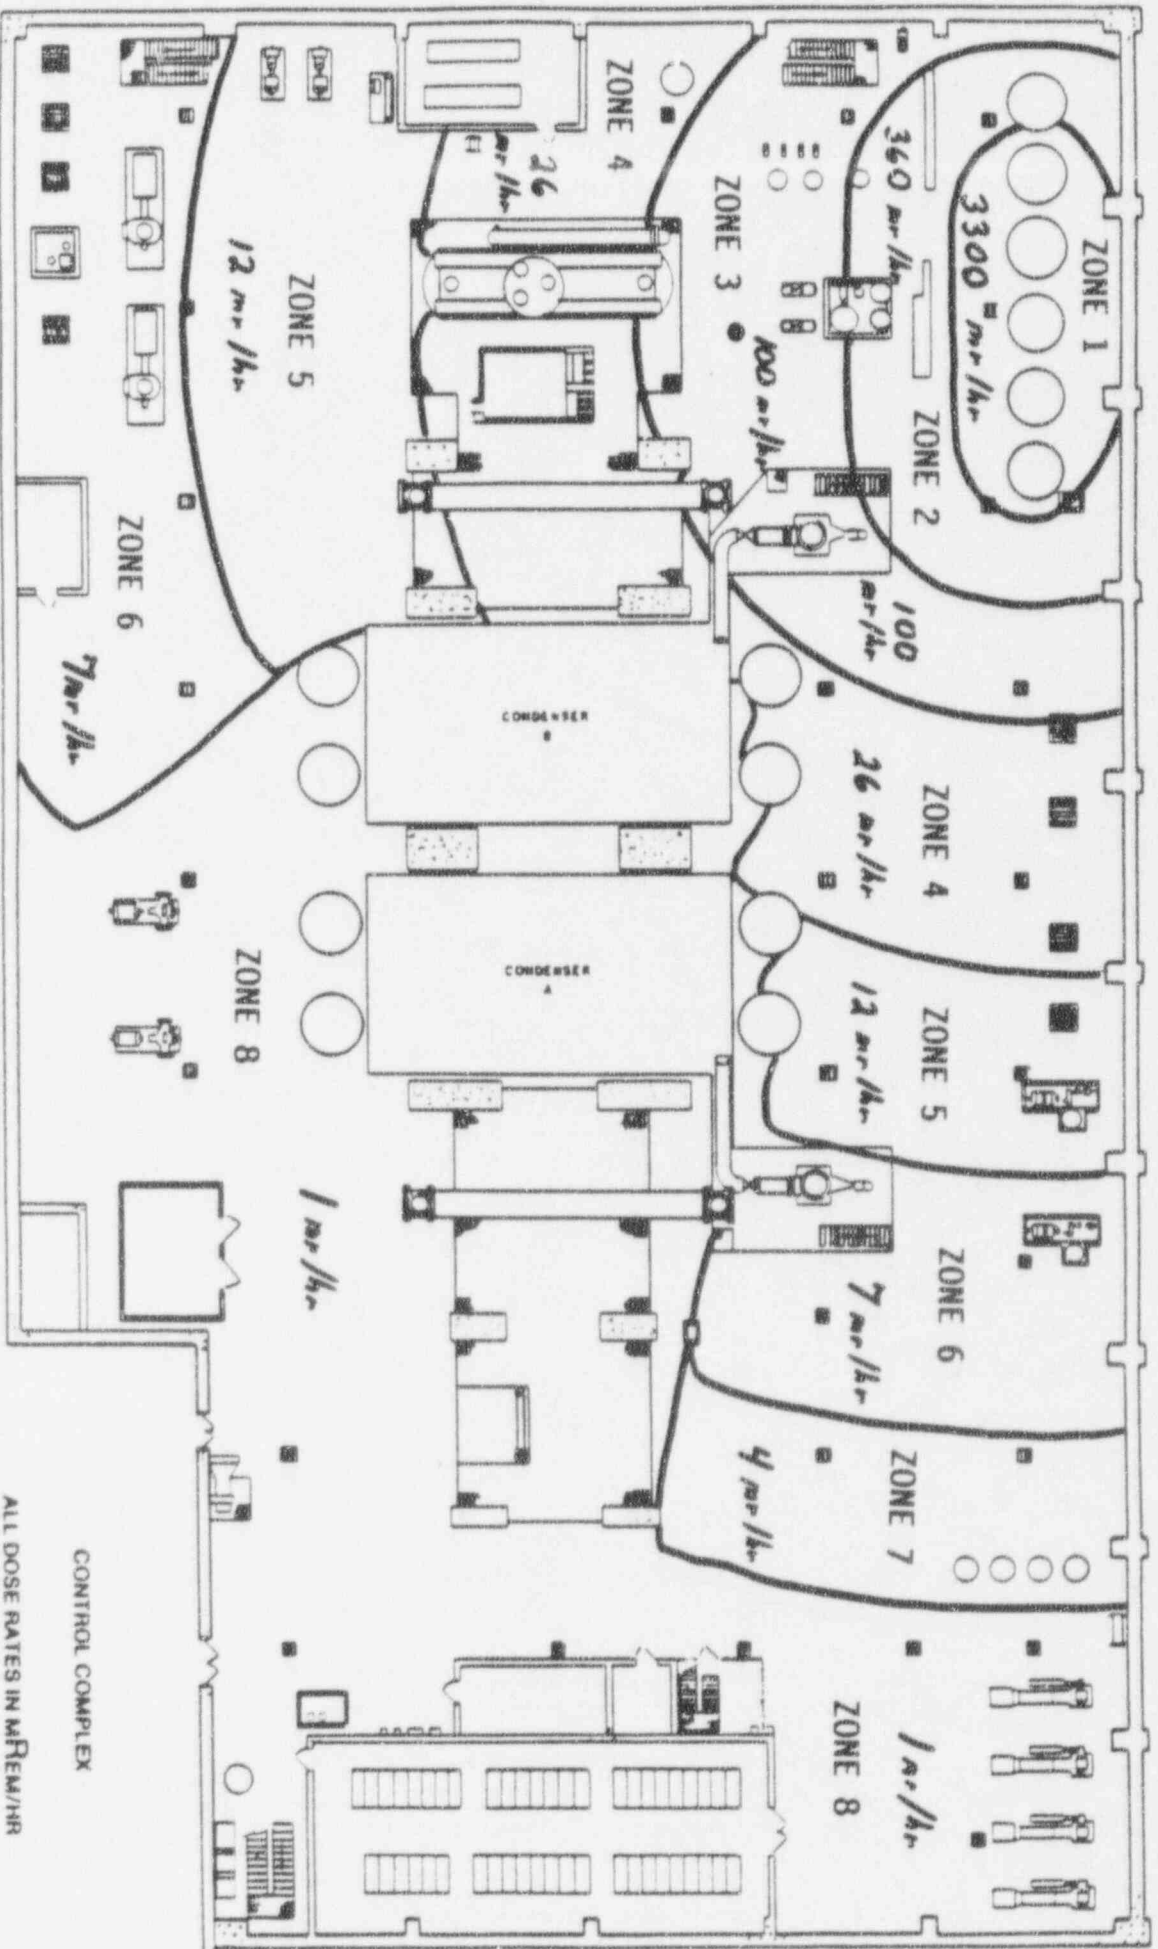 ZONE 1
3300 mr/hr
ZONE 2
360 mr/hr
ZONE 3
100 mr/hr
100
mr/hr
ZONE 4
26
mr/hr
ZONE 4
26 mr/hr
ZONE 5
12 mr/hr
ZONE 5
12 mr/hr
ZONE 6
7 mr/hr
ZONE 6
7mr/hr
ZONE 7
4 mr/hr
ZONE 8
1 mr/hr
ZONE 8
1 mr/hr
CONDENSER
B
CONDENSER
A
CONTROL COMPLEX
ALL DOSE RATES IN MREM/HR